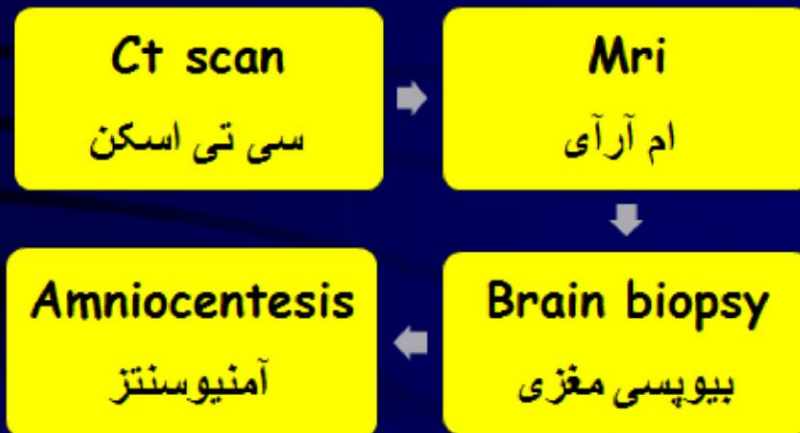 Ct scan
سی تی اسکن
Mri
ام آرآی
Brain biopsy
بیوپسی مغزی
Amniocentesis
آمنیوسنتز